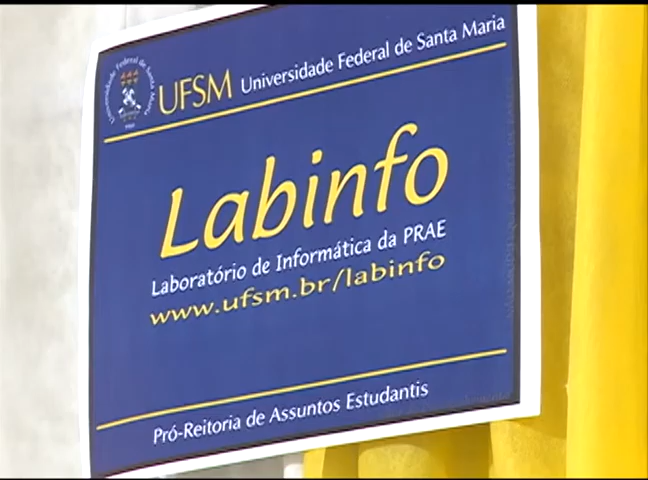 UFSM Universidade Federal de Santa Maria
Labinfo
Laboratório de Informática da PRAE
www.ufsm.br/labinfo
Pró-Reitoria de Assuntos Estudantis